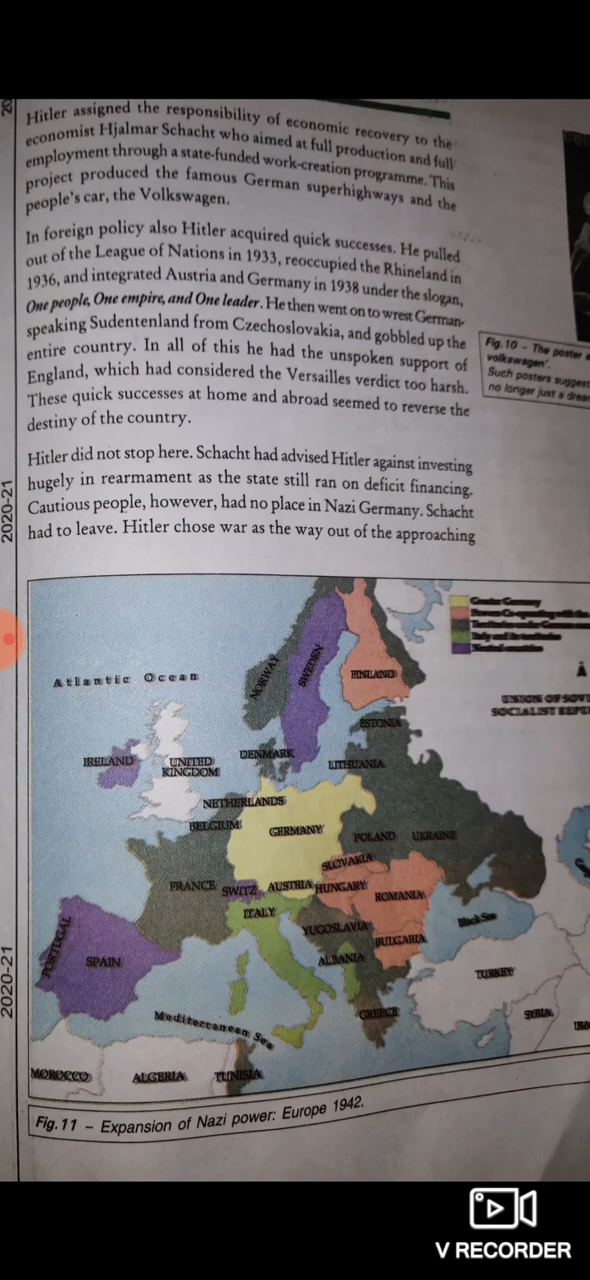 Hitler assigned the responsibility of economic recovery to the
economist Hjalmar Schacht who aimed at full production and full
employment through a state-funded work-creation programme. This
project produced the famous German superhighways and the
people's car, the Volkswagen.
In foreign policy also Hitler acquired quick successes. He pulled
out of the League of Nations in 1933, reoccupied the Rhineland in
1936, and integrated Austria and Germany in 1938 under the slogan,
One people, One empire, and One leader. He then went on to wrest German-
speaking Sudentenland from Czechoslovakia, and gobbled up the
entire country. In all of this he had the unspoken support of
England, which had considered the Versailles verdict too harsh.
These quick successes at home and abroad seemed to reverse the
destiny of the country.
Fig.10 – The poster
volkswagen'.
Such posters suggest
no longer just a
Hitler did not stop here. Schacht had advised Hitler against investing
hugely in rearmament as the state still ran on deficit financing.
Cautious people, however, had no place in Nazi Germany. Schacht
had to leave. Hitler chose war as the way out of the approaching
2020-21
Greater Germany
Italy and its territories
Neutral countries
Atlantic Ocean
NORWAY
SWEDEN
FINLAND
UNION OF
SOCIALIST
ESTONIA
IRELAND
UNITED
KINGDOM
DENMARK
LITHUANIA
NETHERLANDS
BELGIUM
GERMANY
POLAND
UKRAINE
SLOVAKIA
FRANCE
SWITZ
AUSTRIA
HUNGARY
ROMANIA
ITALY
YUGOSLAVIA
BULGARIA
Black Sea
PORTUGAL
SPAIN
ALBANIA
TURKEY
GREECE
SYRIA
Mediterranean Sea
MOROCCO
ALGERIA
TUNISIA
2020-21
Fig.11 – Expansion of Nazi power: Europe 1942.
V RECORDER